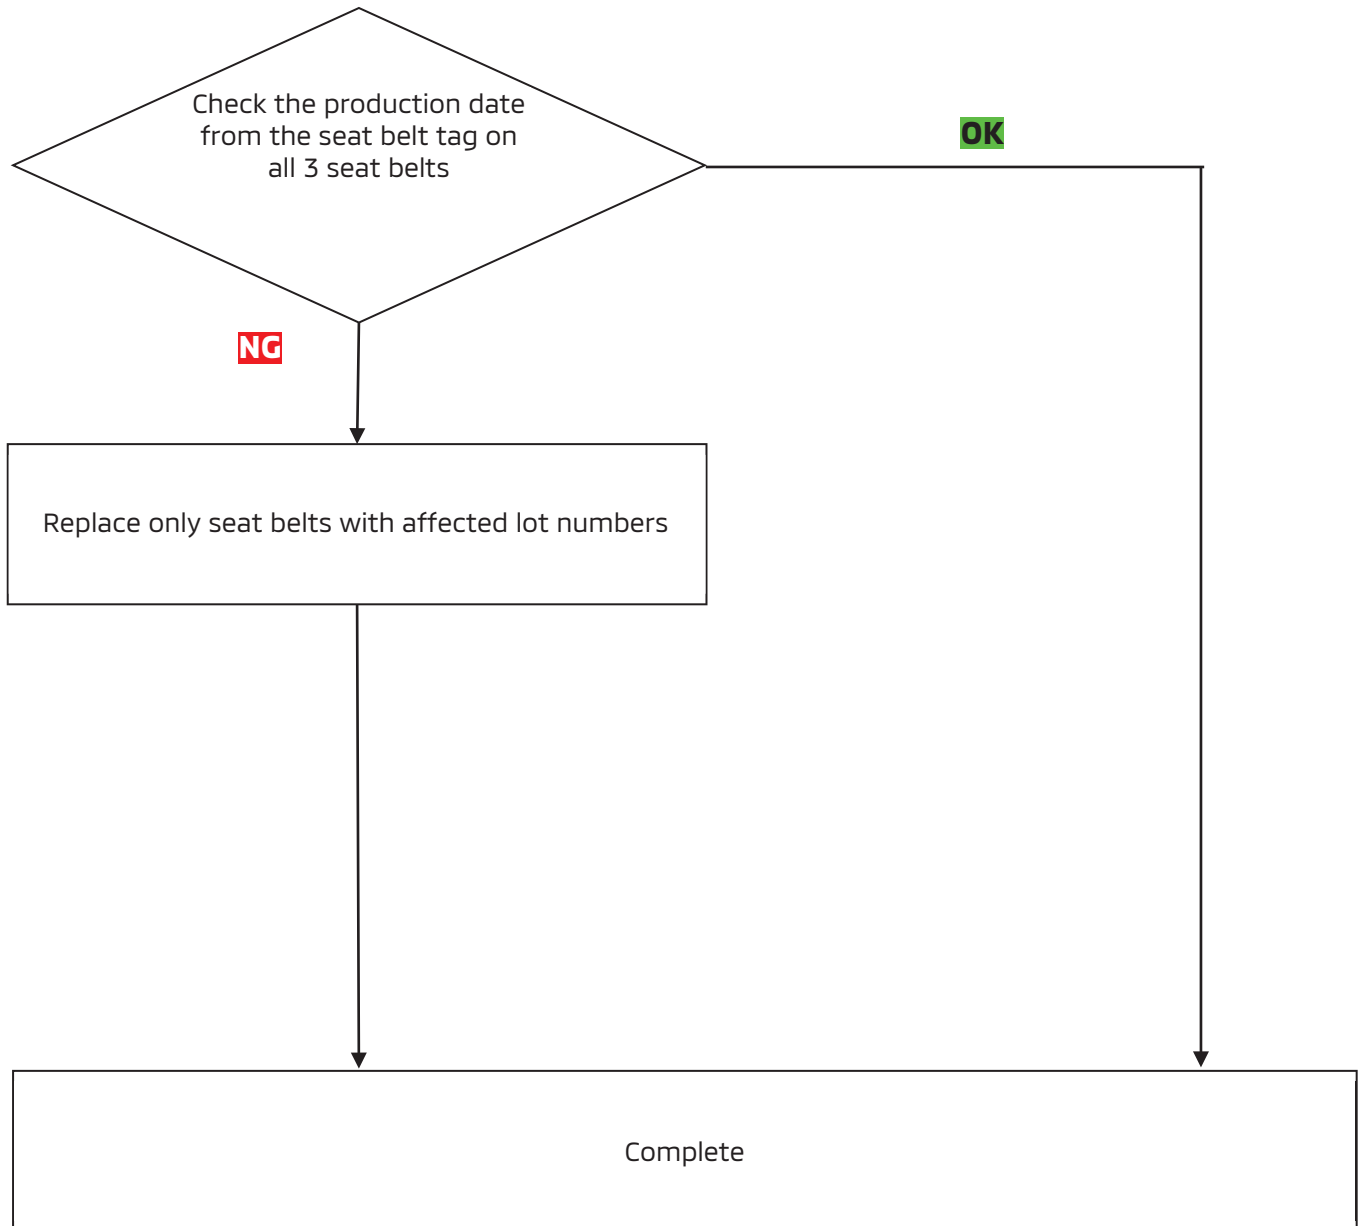 Check the production date
from the seat belt tag on
all 3 seat belts
OK
NG
Replace only seat belts with affected lot numbers
Complete